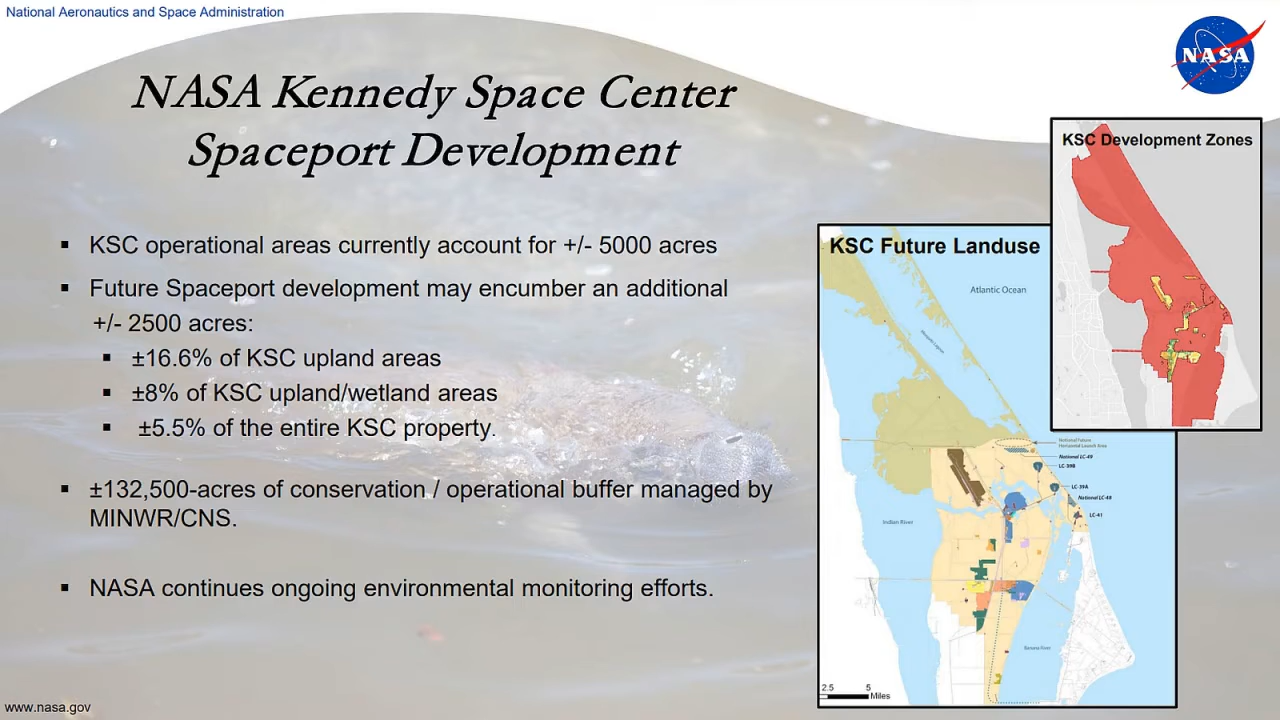 National Aeronautics and Space Administration
NASA
NASA Kennedy Space Center
Spaceport Development
▪ KSC operational areas currently account for +/- 5000 acres
▪ Future Spaceport development may encumber an additional
+/- 2500 acres:
▪ ±16.6% of KSC upland areas
▪ ±8% of KSC upland/wetland areas
▪ ±5.5% of the entire KSC property.
▪ ±132,500-acres of conservation / operational buffer managed by
MINWR/CNS.
▪ NASA continues ongoing environmental monitoring efforts.
www.nasa.gov
KSC Development Zones
KSC Future Landuse
Atlantic Ocean
Notional Future
Horizontal Launch Area
Notional LC-49
LC-39B
LC-39A
Notional LC-48
LC-41
Indian River
Banana River
2.5 5
Miles